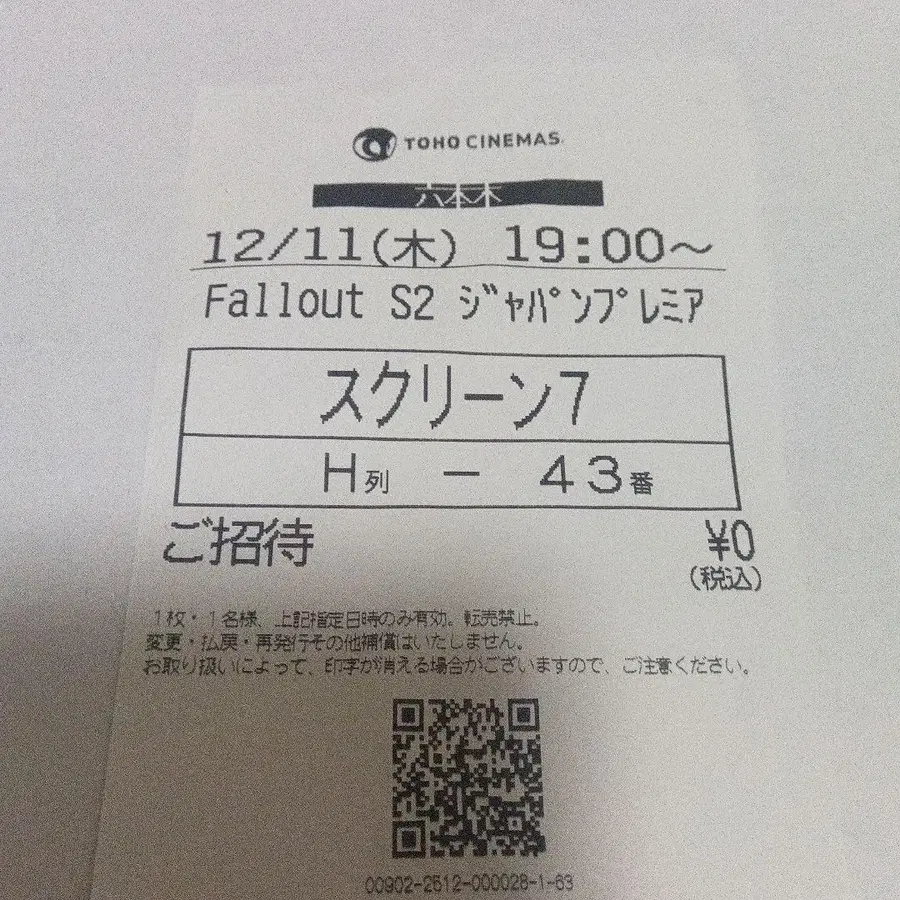 TOHO CINEMAS
六本木
12/11(木) 19:00～
Fallout S2 ジャパンプレミア
スクリーン7
H列 － 43番
ご招待 ¥0
(税込)
1枚・1名様、上記指定日時のみ有効。転売禁止。
変更・払戻・再発行その他補償はいたしません。
お取り扱いによって、印字が消える場合がございますので、ご注意ください。
00902-2512-000028-1-63